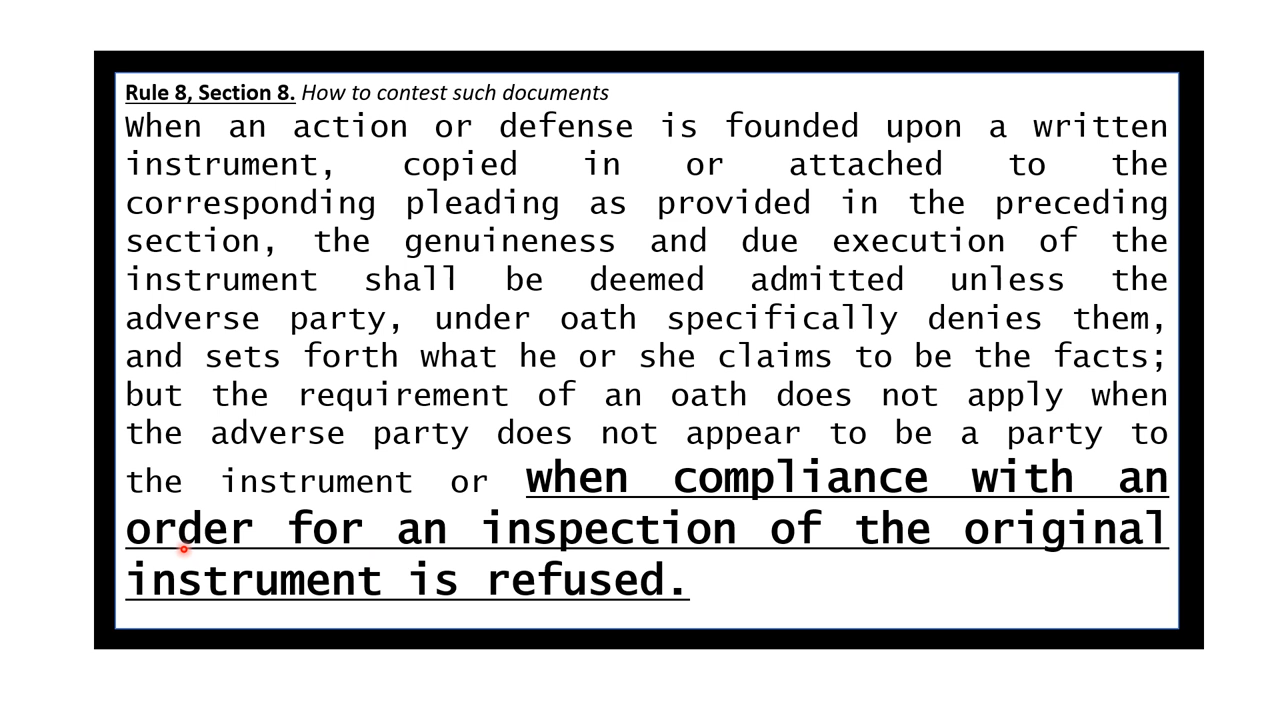 Rule 8, Section 8. How to contest such documents
When an action or defense is founded upon a written
instrument, copied in or attached to the
corresponding pleading as provided in the preceding
section, the genuineness and due execution of the
instrument shall be deemed admitted unless the
adverse party, under oath specifically denies them,
and sets forth what he or she claims to be the facts;
but the requirement of an oath does not apply when
the adverse party does not appear to be a party to
the instrument or when compliance with an
order for an inspection of the original
instrument is refused.